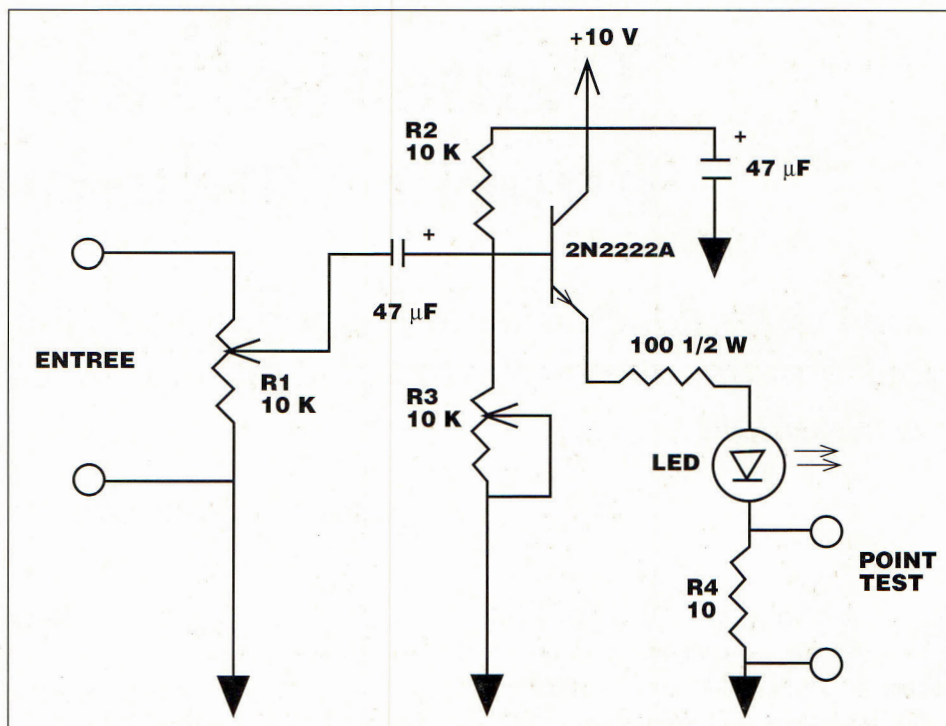 +10 V
R2
10 K
+
47 µF
+
2N2222A
47 µF
ENTREE
R1
10 K
100 1/2 W
R3
10 K
LED
POINT
TEST
R4
10